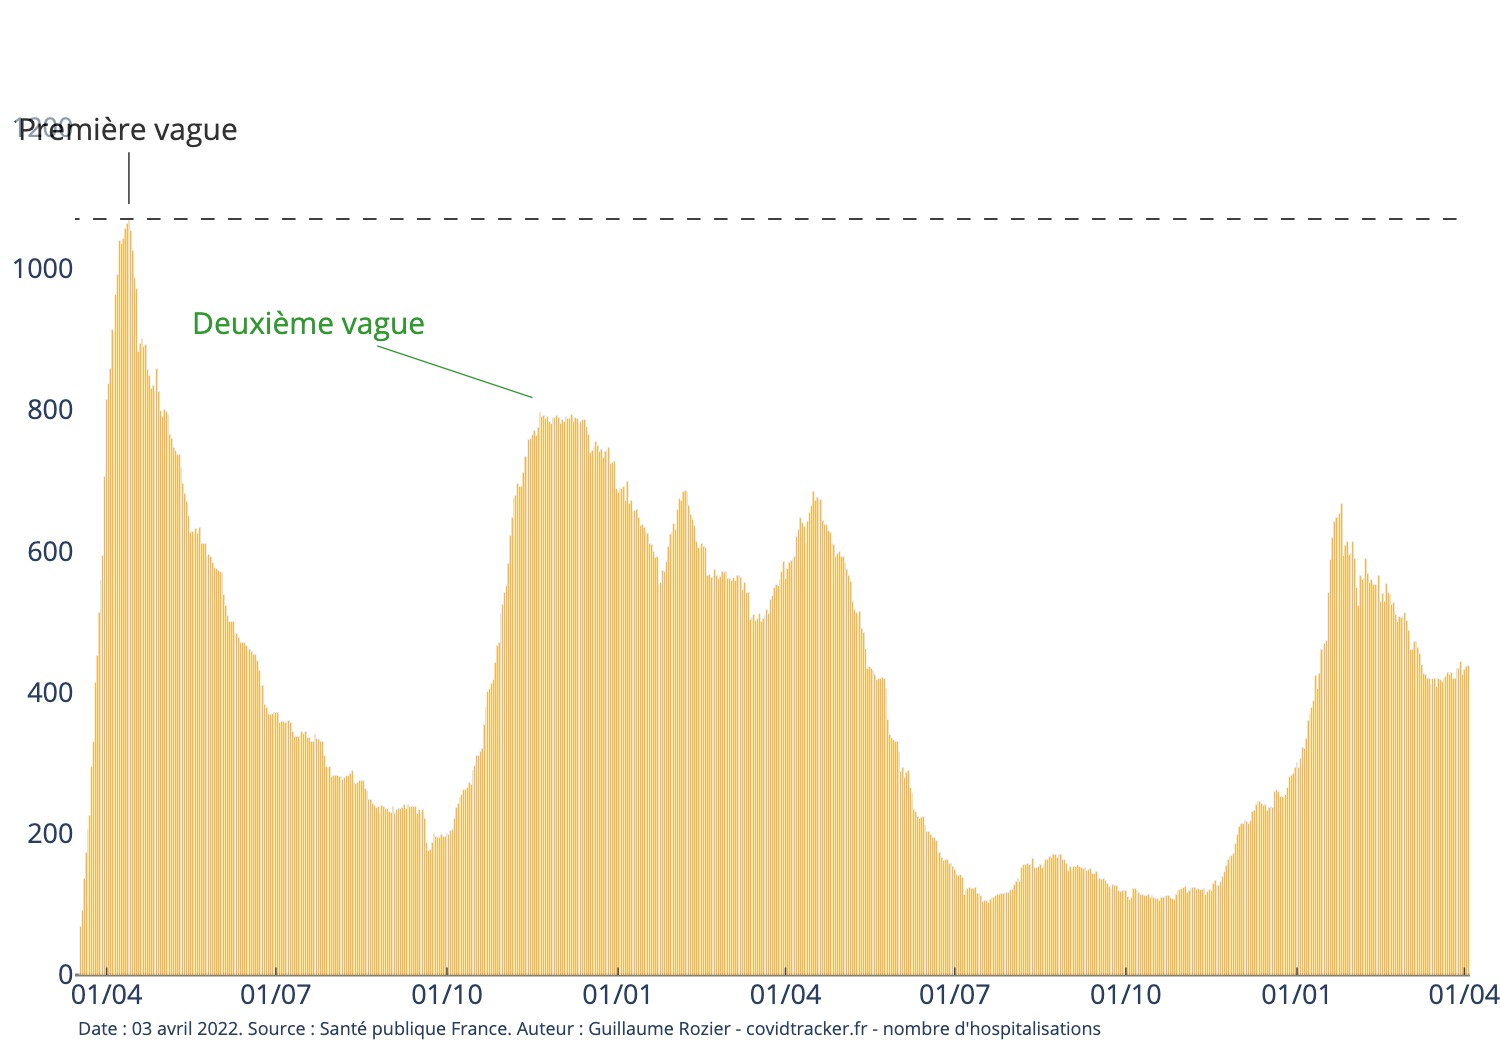 1200
Première vague
1000
Deuxième vague
800
600
400
200
0
01/04 01/07 01/10 01/01 01/04 01/07 01/10 01/01 01/04
Date : 03 avril 2022. Source : Santé publique France. Auteur : Guillaume Rozier - covidtracker.fr - nombre d'hospitalisations